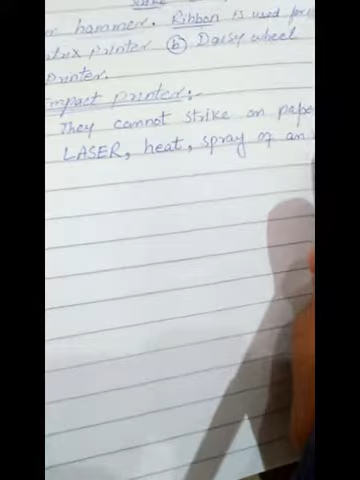 hammer. Ribbon is used for
printer ⓑ Daisy wheel
printer.
Impact printer:-
They cannot strike on pape
LASER, heat, spray of an